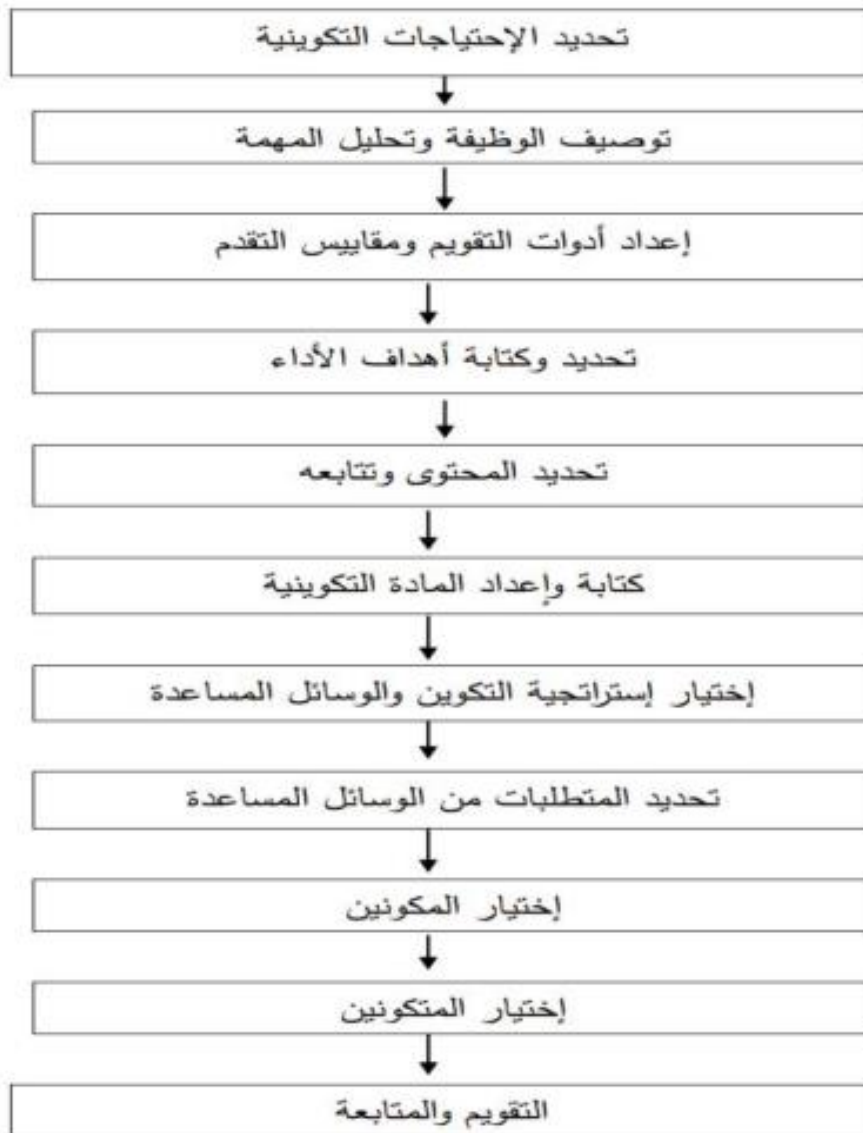 تحديد الإحتياجات التكوينية
توصيف الوظيفة وتحليل المهمة
إعداد أدوات التقويم ومقاييس التقدم
تحديد وكتابة أهداف الأداء
تحديد المحتوى وتتابعه
كتابة وإعداد المادة التكوينية
إختيار إستراتجية التكوين والوسائل المساعدة
تحديد المتطلبات من الوسائل المساعدة
إختيار المكونين
إختيار المتكونين
التقويم والمتابعة